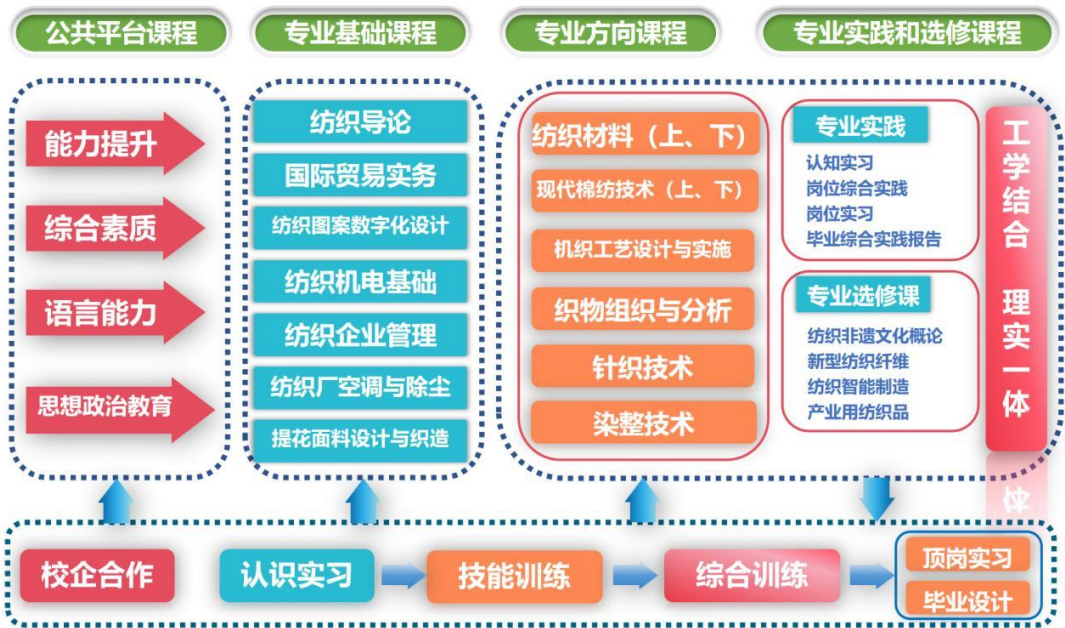 公共平台课程
专业基础课程
专业方向课程
专业实践和选修课程
能力提升
综合素质
语言能力
思想政治教育
纺织导论
国际贸易实务
纺织图案数字化设计
纺织机电基础
纺织企业管理
纺织厂空调与除尘
提花面料设计与织造
纺织材料（上、下）
现代棉纺技术（上、下）
机织工艺设计与实施
织物组织与分析
针织技术
染整技术
专业实践
认知实习
岗位综合实践
岗位实习
毕业综合实践报告
专业选修课
纺织非遗文化概论
新型纺织纤维
纺织智能制造
产业用纺织品
工学结合 理实一体
校企合作
认识实习
技能训练
综合训练
顶岗实习
毕业设计